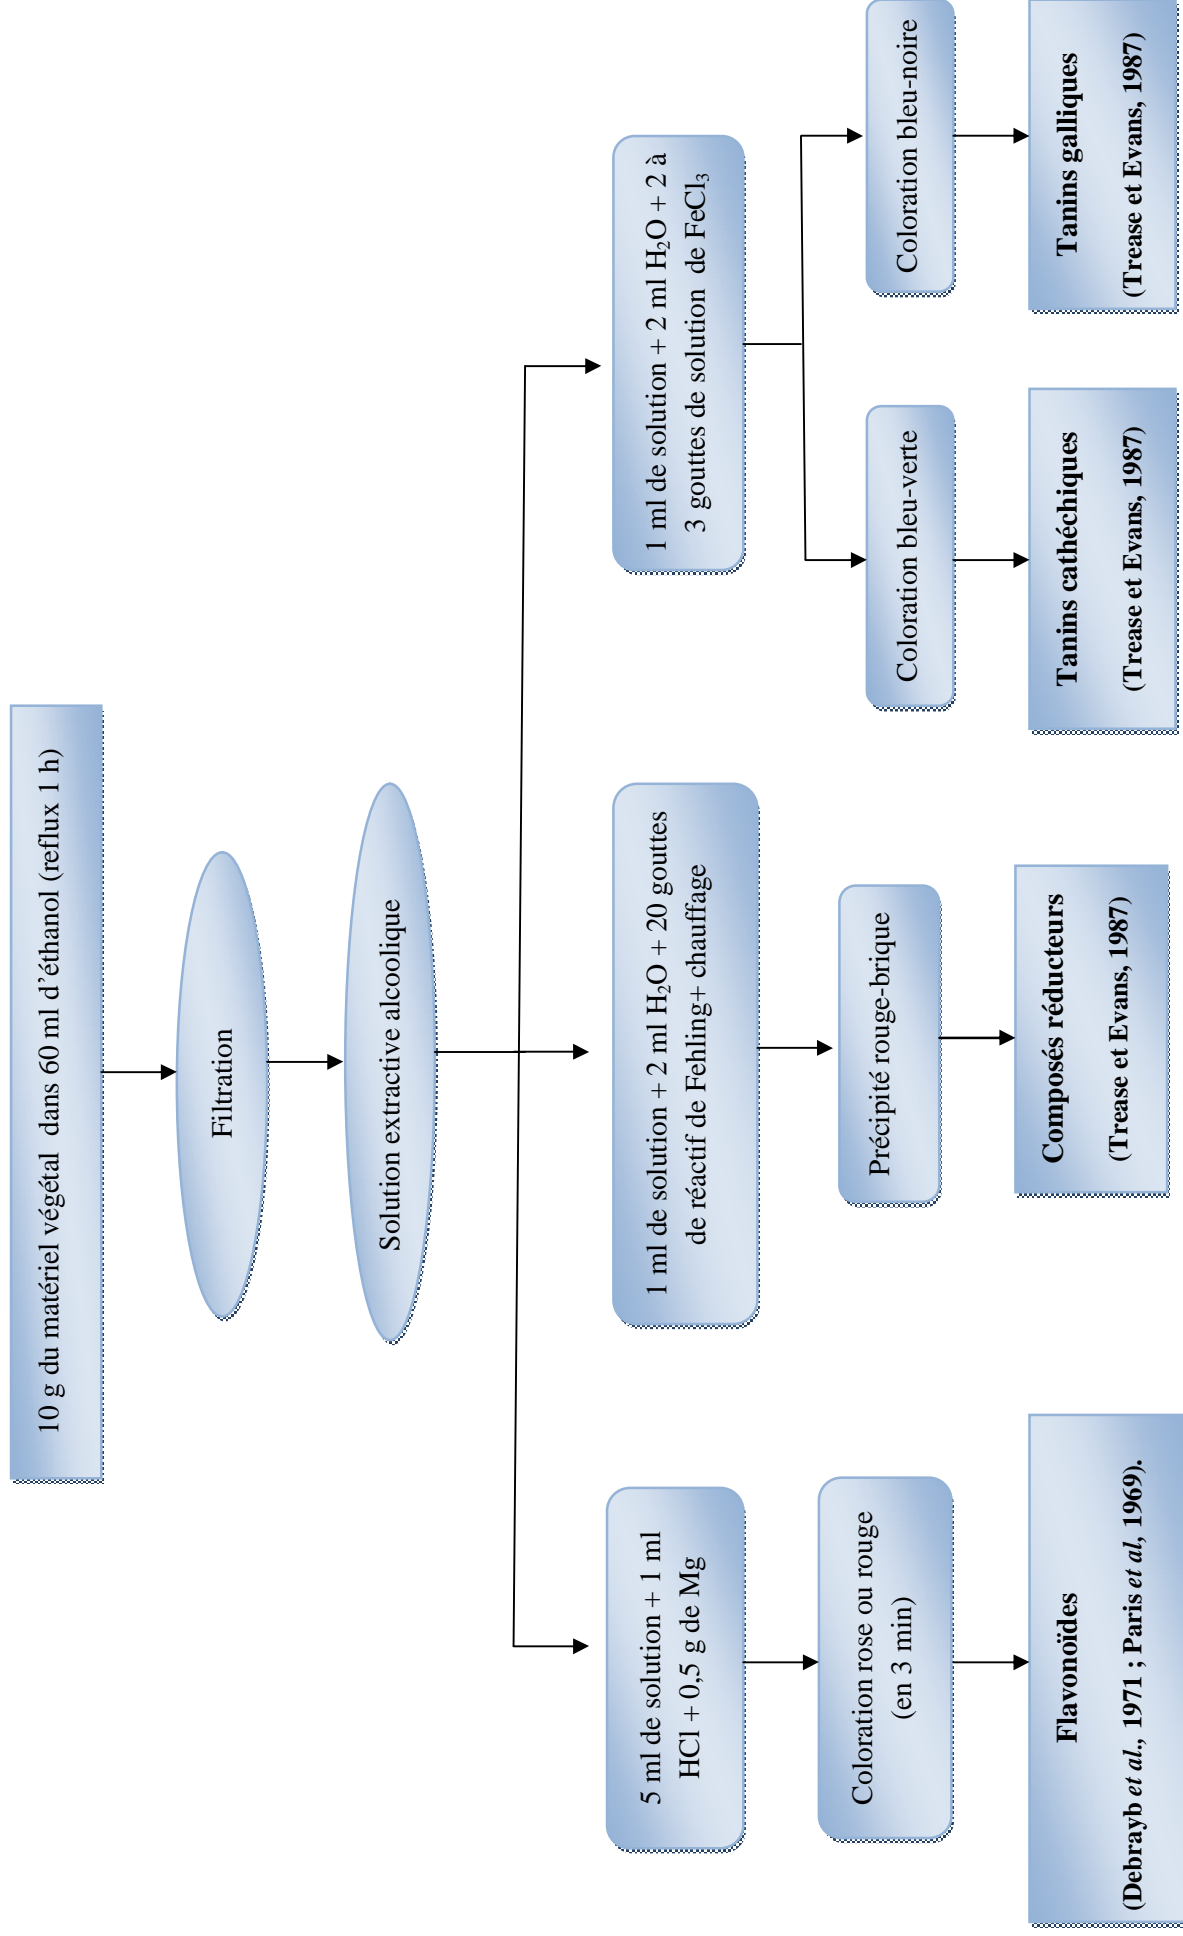 10 g du matériel végétal dans 60 ml d'éthanol (reflux 1 h)
Filtration
Solution extractive alcoolique
5 ml de solution + 1 ml
HCl + 0,5 g de Mg
Coloration rose ou rouge
(en 3 min)
Flavonoïdes
(Debrayb et al., 1971 ; Paris et al, 1969).
1 ml de solution + 2 ml H₂O + 20 gouttes
de réactif de Fehling+ chauffage
Précipité rouge-brique
Composés réducteurs
(Trease et Evans, 1987)
1 ml de solution + 2 ml H₂O + 2 à
3 gouttes de solution de FeCl₃
Coloration bleu-verte
Tanins cathéchiques
(Trease et Evans, 1987)
Coloration bleu-noire
Tanins galliques
(Trease et Evans, 1987)